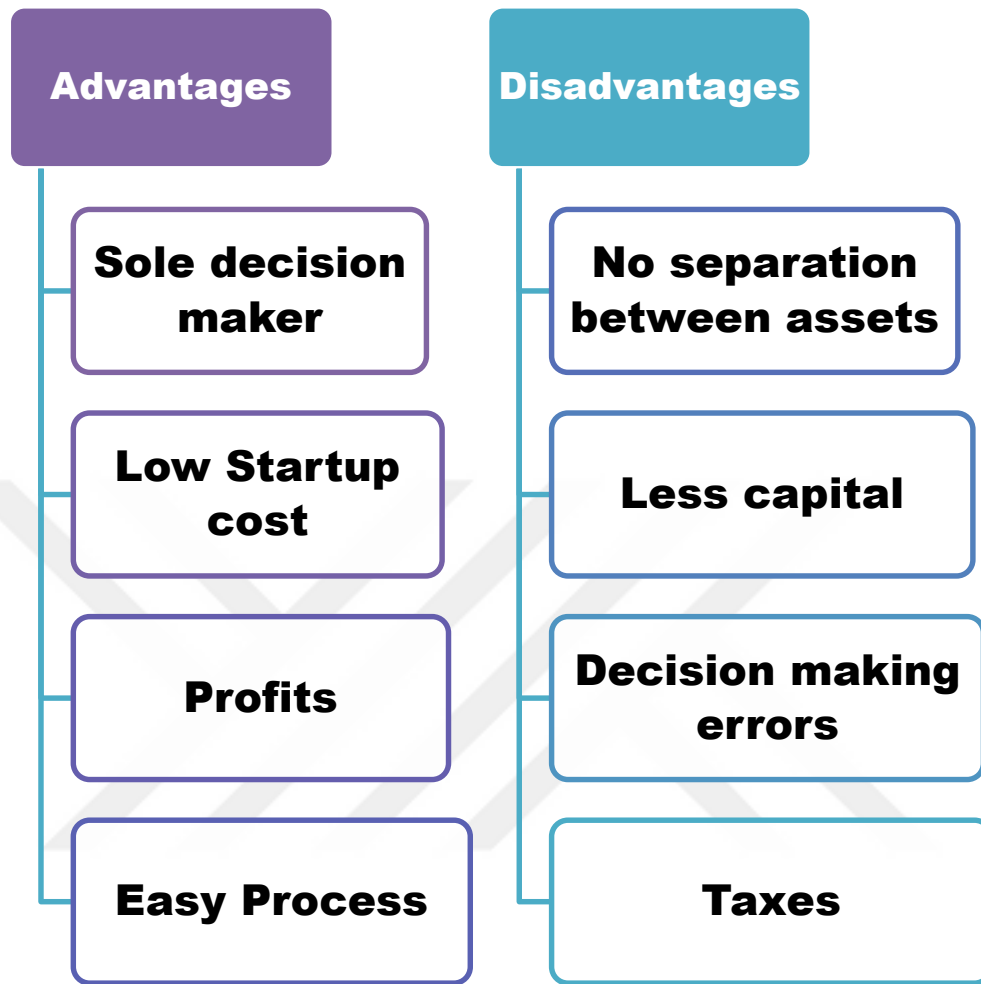 Advantages
Sole decision
maker
Low Startup
cost
Profits
Easy Process
Disadvantages
No separation
between assets
Less capital
Decision making
errors
Taxes